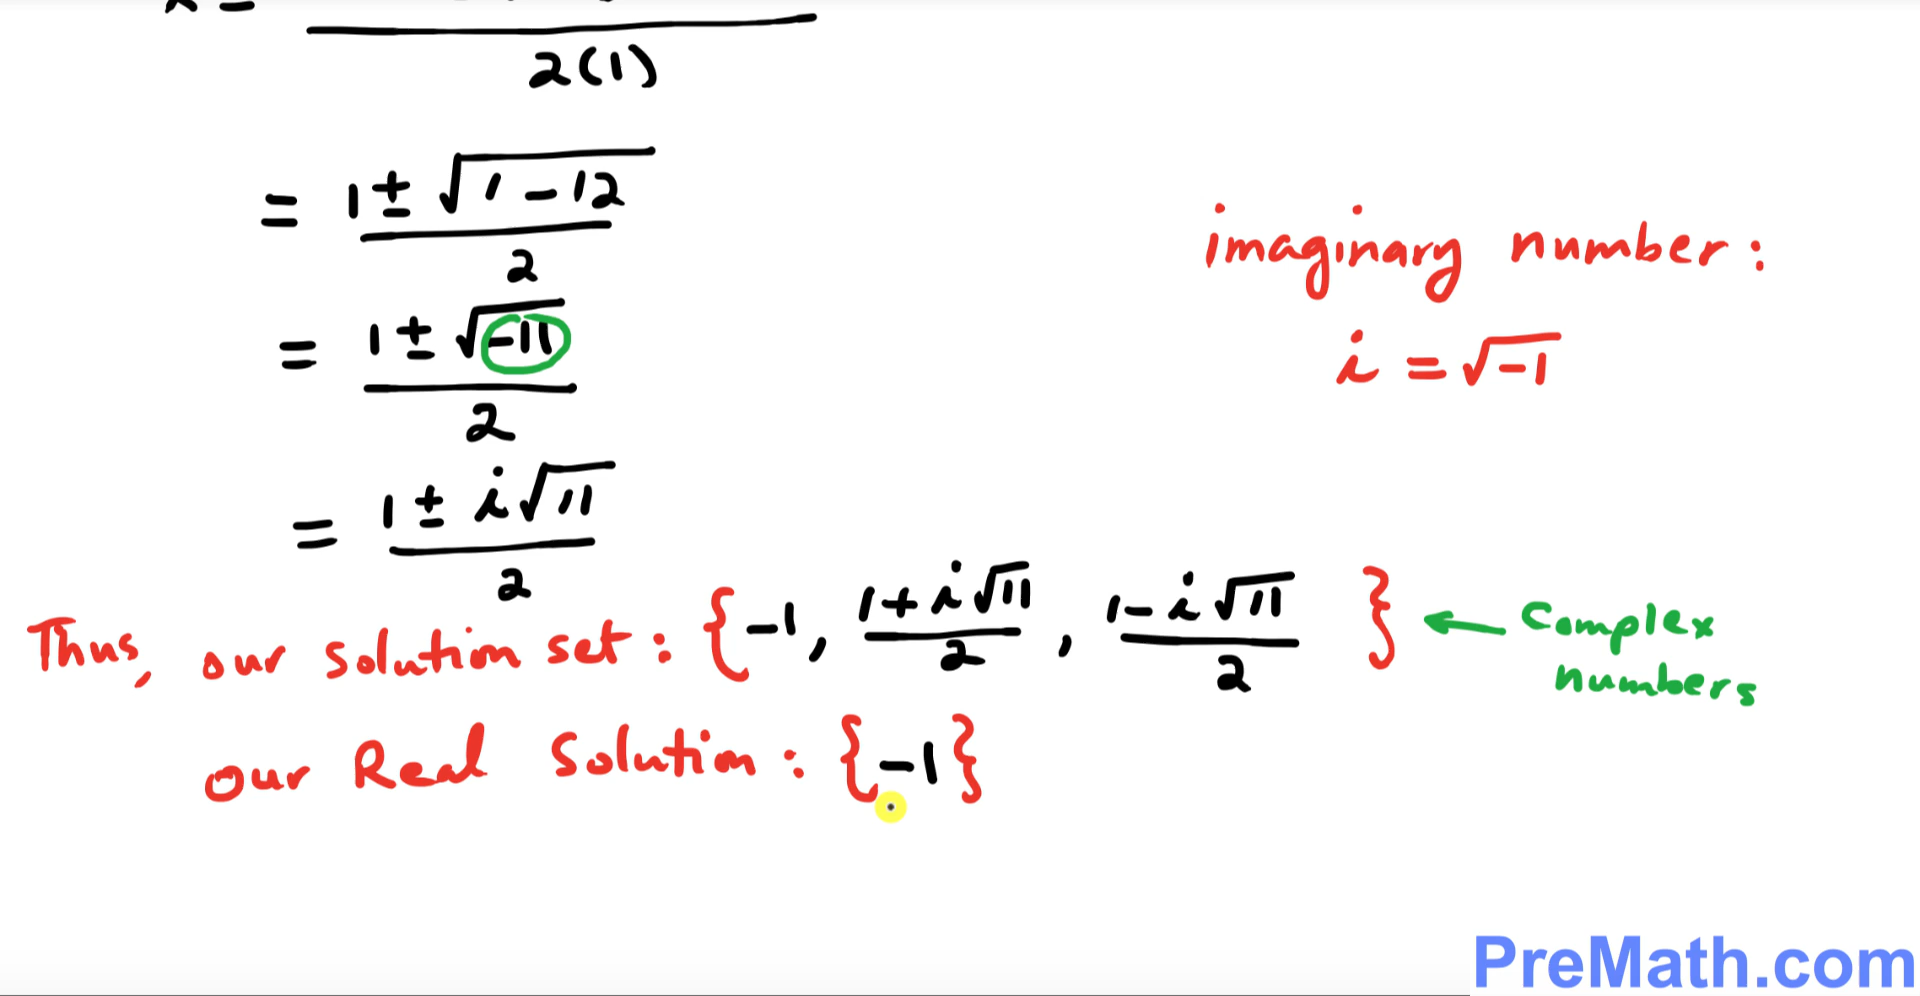 2(1)
= 1 ± √1 - 12
2
= 1 ± √-11
2
= 1 ± i√11
2
imaginary number:
i = √-1
Thus, our solution set: {-1, 1+i√11/2, 1-i√11/2} ← Complex numbers
our Real Solution: {-1}
PreMath.com